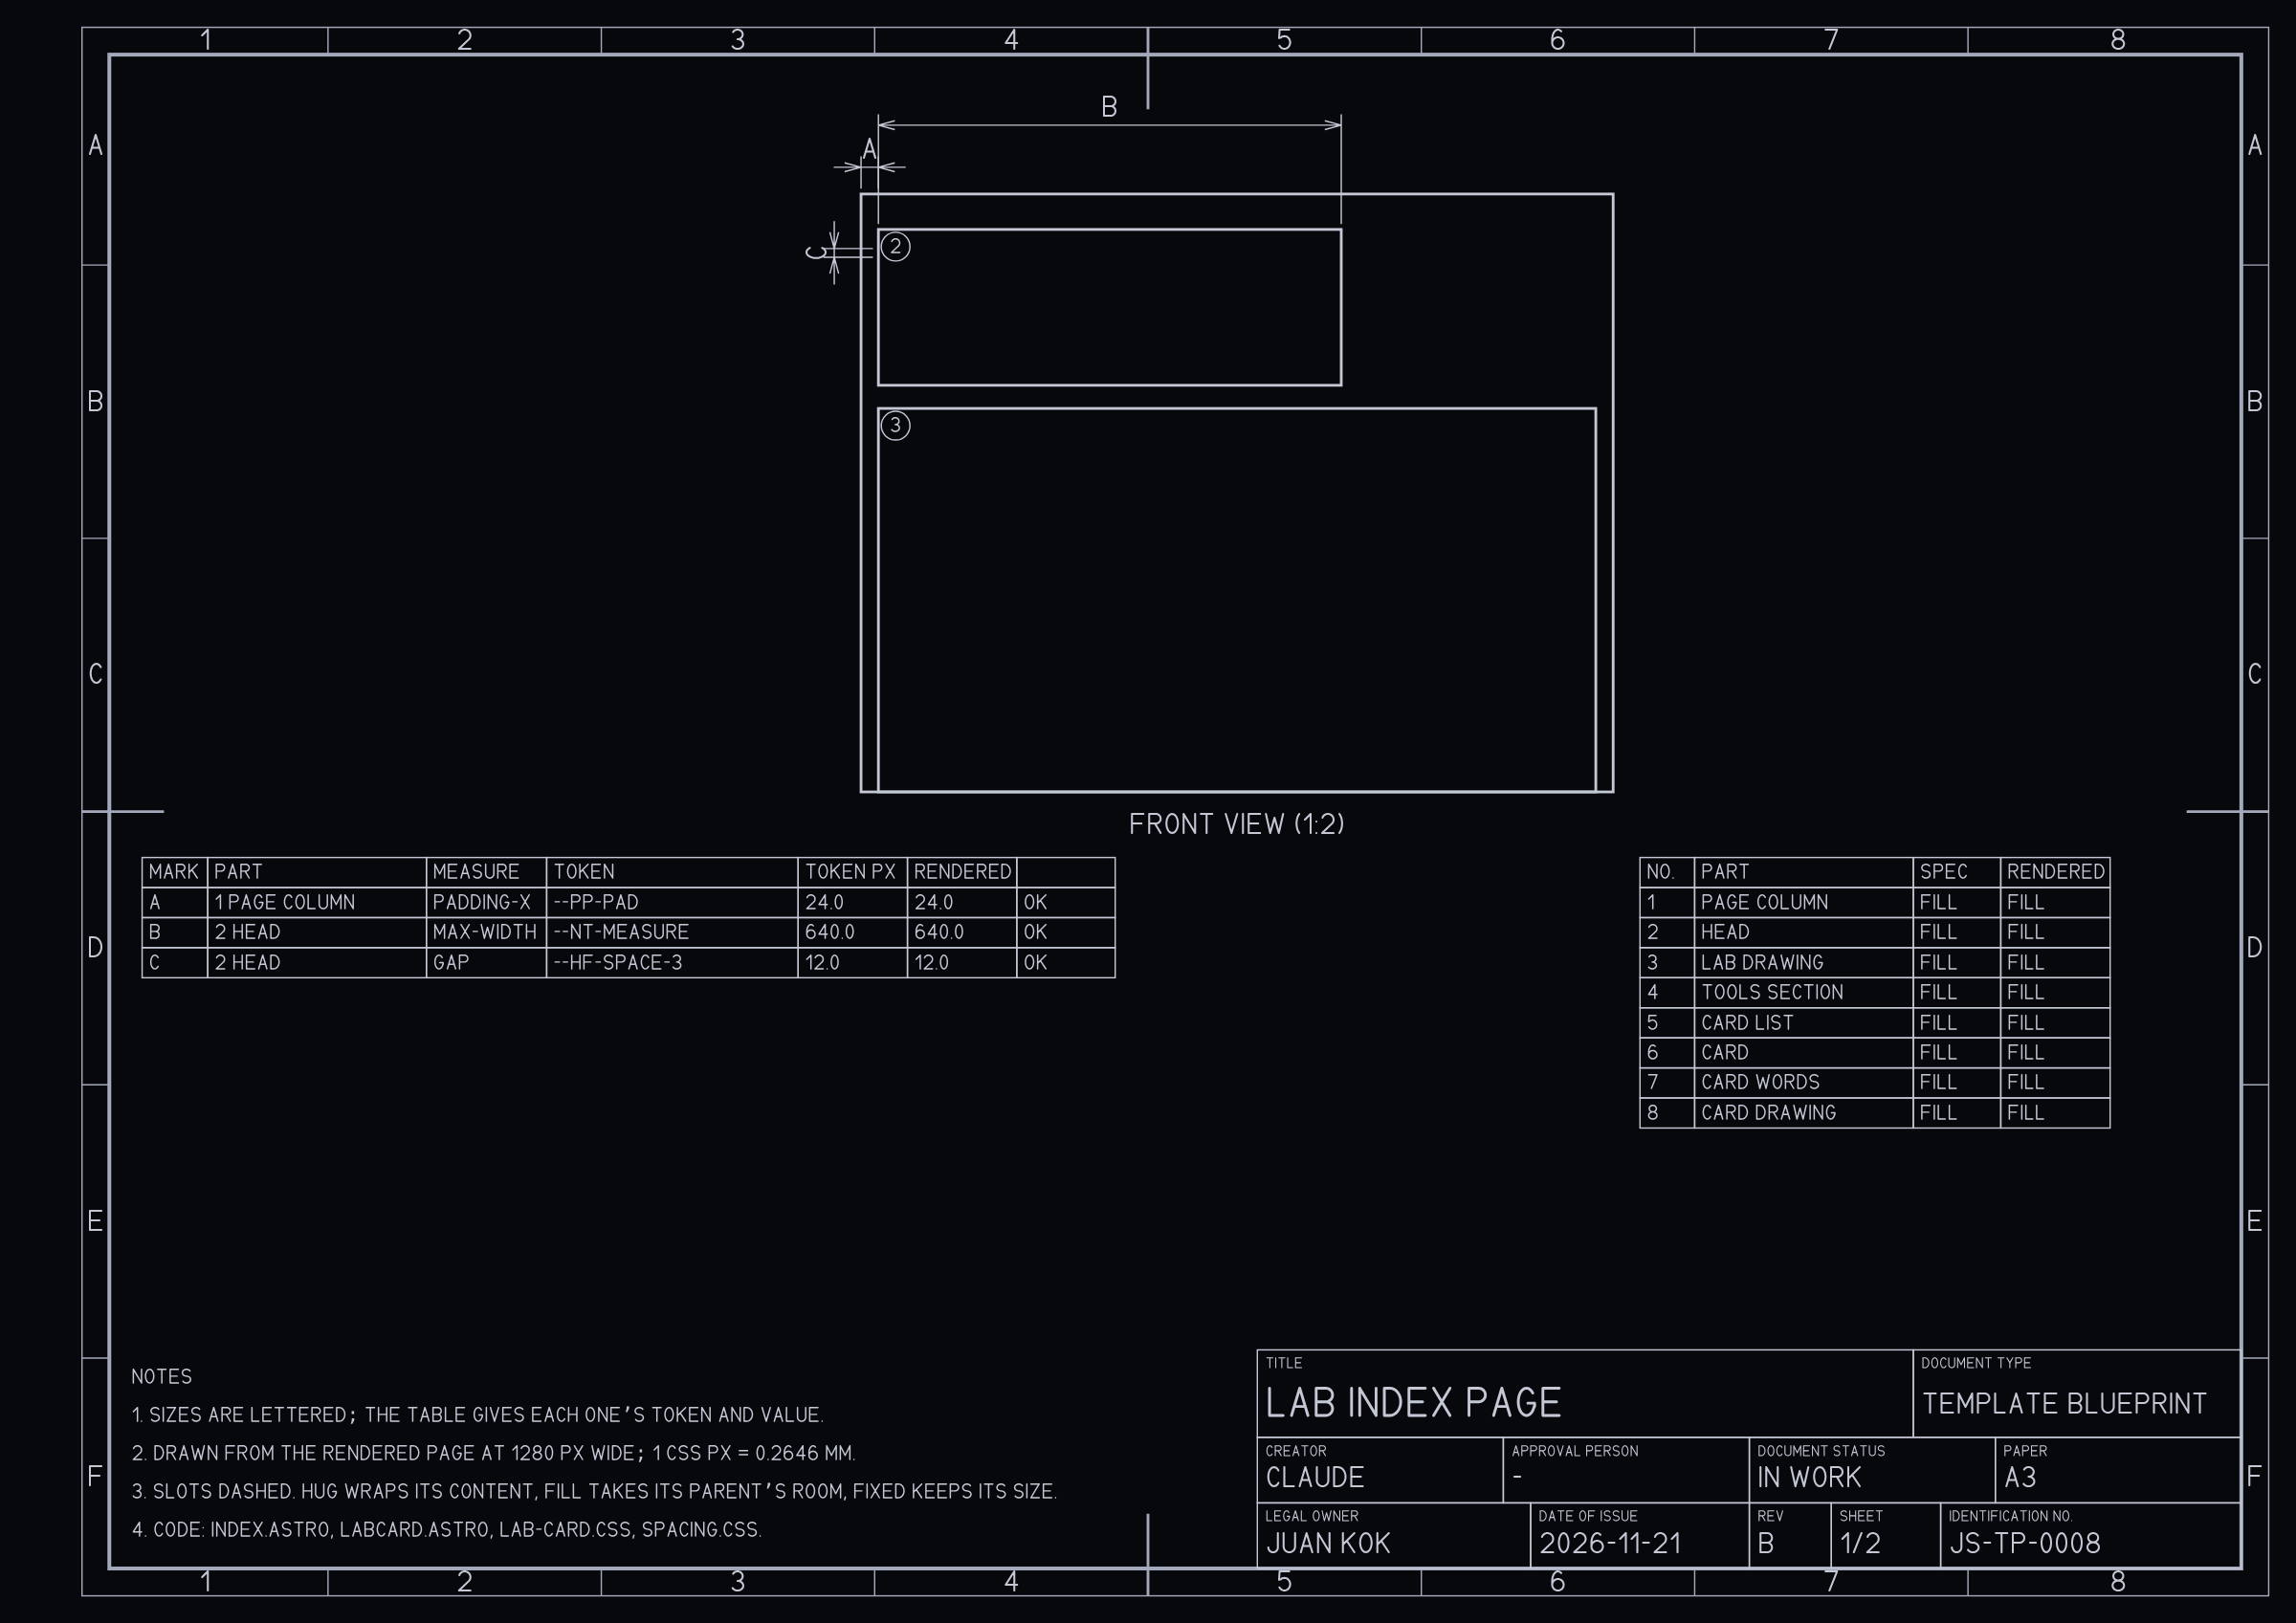 1 2 3 4 5 6 7 8
A A
B B
C C
D D
E E
F F
B
A
C
2
3
FRONT VIEW (1:2)
MARK PART MEASURE TOKEN TOKEN PX RENDERED
A 1 PAGE COLUMN PADDING-X --PP-PAD 24.0 24.0 OK
B 2 HEAD MAX-WIDTH --NT-MEASURE 640.0 640.0 OK
C 2 HEAD GAP --HF-SPACE-3 12.0 12.0 OK
NO. PART SPEC RENDERED
1 PAGE COLUMN FILL FILL
2 HEAD FILL FILL
3 LAB DRAWING FILL FILL
4 TOOLS SECTION FILL FILL
5 CARD LIST FILL FILL
6 CARD FILL FILL
7 CARD WORDS FILL FILL
8 CARD DRAWING FILL FILL
NOTES
1. SIZES ARE LETTERED; THE TABLE GIVES EACH ONE'S TOKEN AND VALUE.
2. DRAWN FROM THE RENDERED PAGE AT 1280 PX WIDE; 1 CSS PX = 0.2646 MM.
3. SLOTS DASHED. HUG WRAPS ITS CONTENT, FILL TAKES ITS PARENT'S ROOM, FIXED KEEPS ITS SIZE.
4. CODE: INDEX.ASTRO, LABCARD.ASTRO, LAB-CARD.CSS, SPACING.CSS.
TITLE DOCUMENT TYPE
LAB INDEX PAGE TEMPLATE BLUEPRINT
CREATOR APPROVAL PERSON DOCUMENT STATUS PAPER
CLAUDE - IN WORK A3
LEGAL OWNER DATE OF ISSUE REV SHEET IDENTIFICATION NO.
JUAN KOK 2026-11-21 B 1/2 JS-TP-0008
1 2 3 4 5 6 7 8